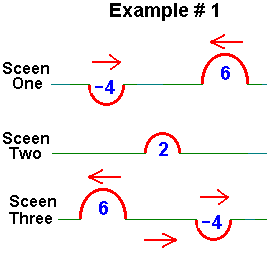 Example # 1
Sceen One
−4
6
Sceen Two
2
Sceen Three
6
−4